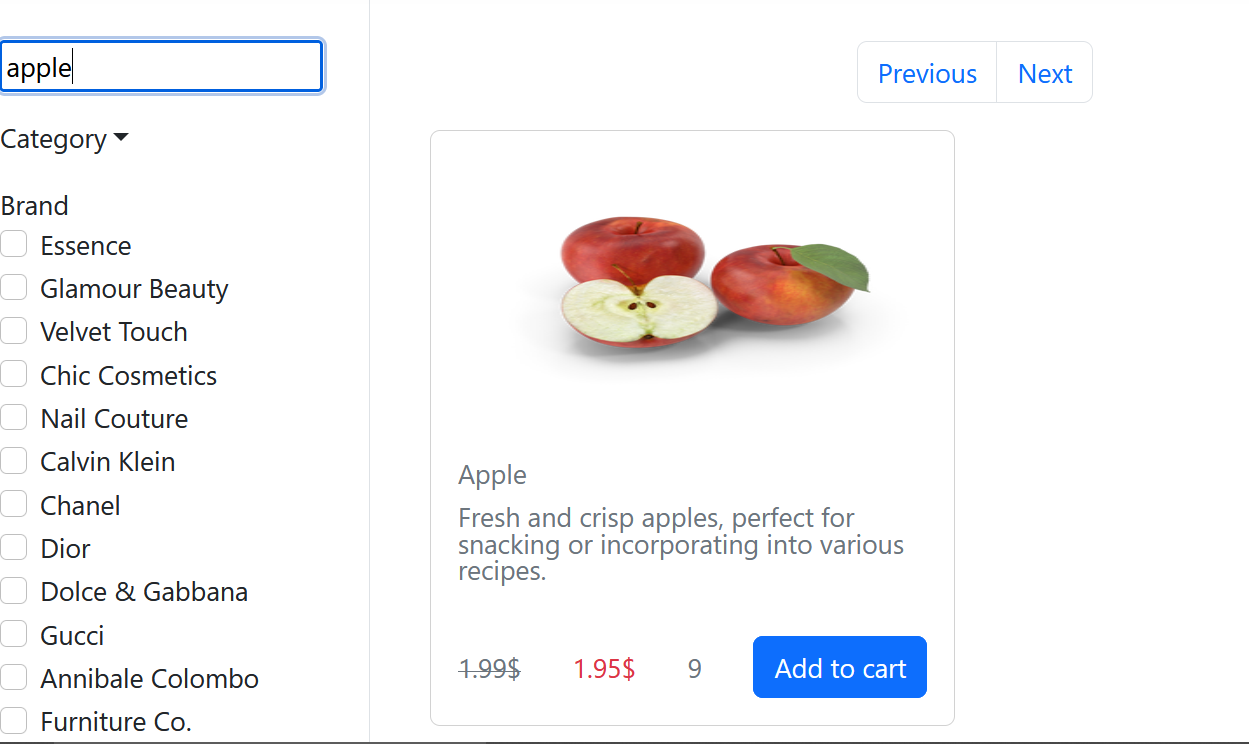 apple
Category
Brand
Essence
Glamour Beauty
Velvet Touch
Chic Cosmetics
Nail Couture
Calvin Klein
Chanel
Dior
Dolce & Gabbana
Gucci
Annibale Colombo
Furniture Co.
Previous
Next
Apple
Fresh and crisp apples, perfect for
snacking or incorporating into various
recipes.
1.99$ 1.95$ 9 Add to cart